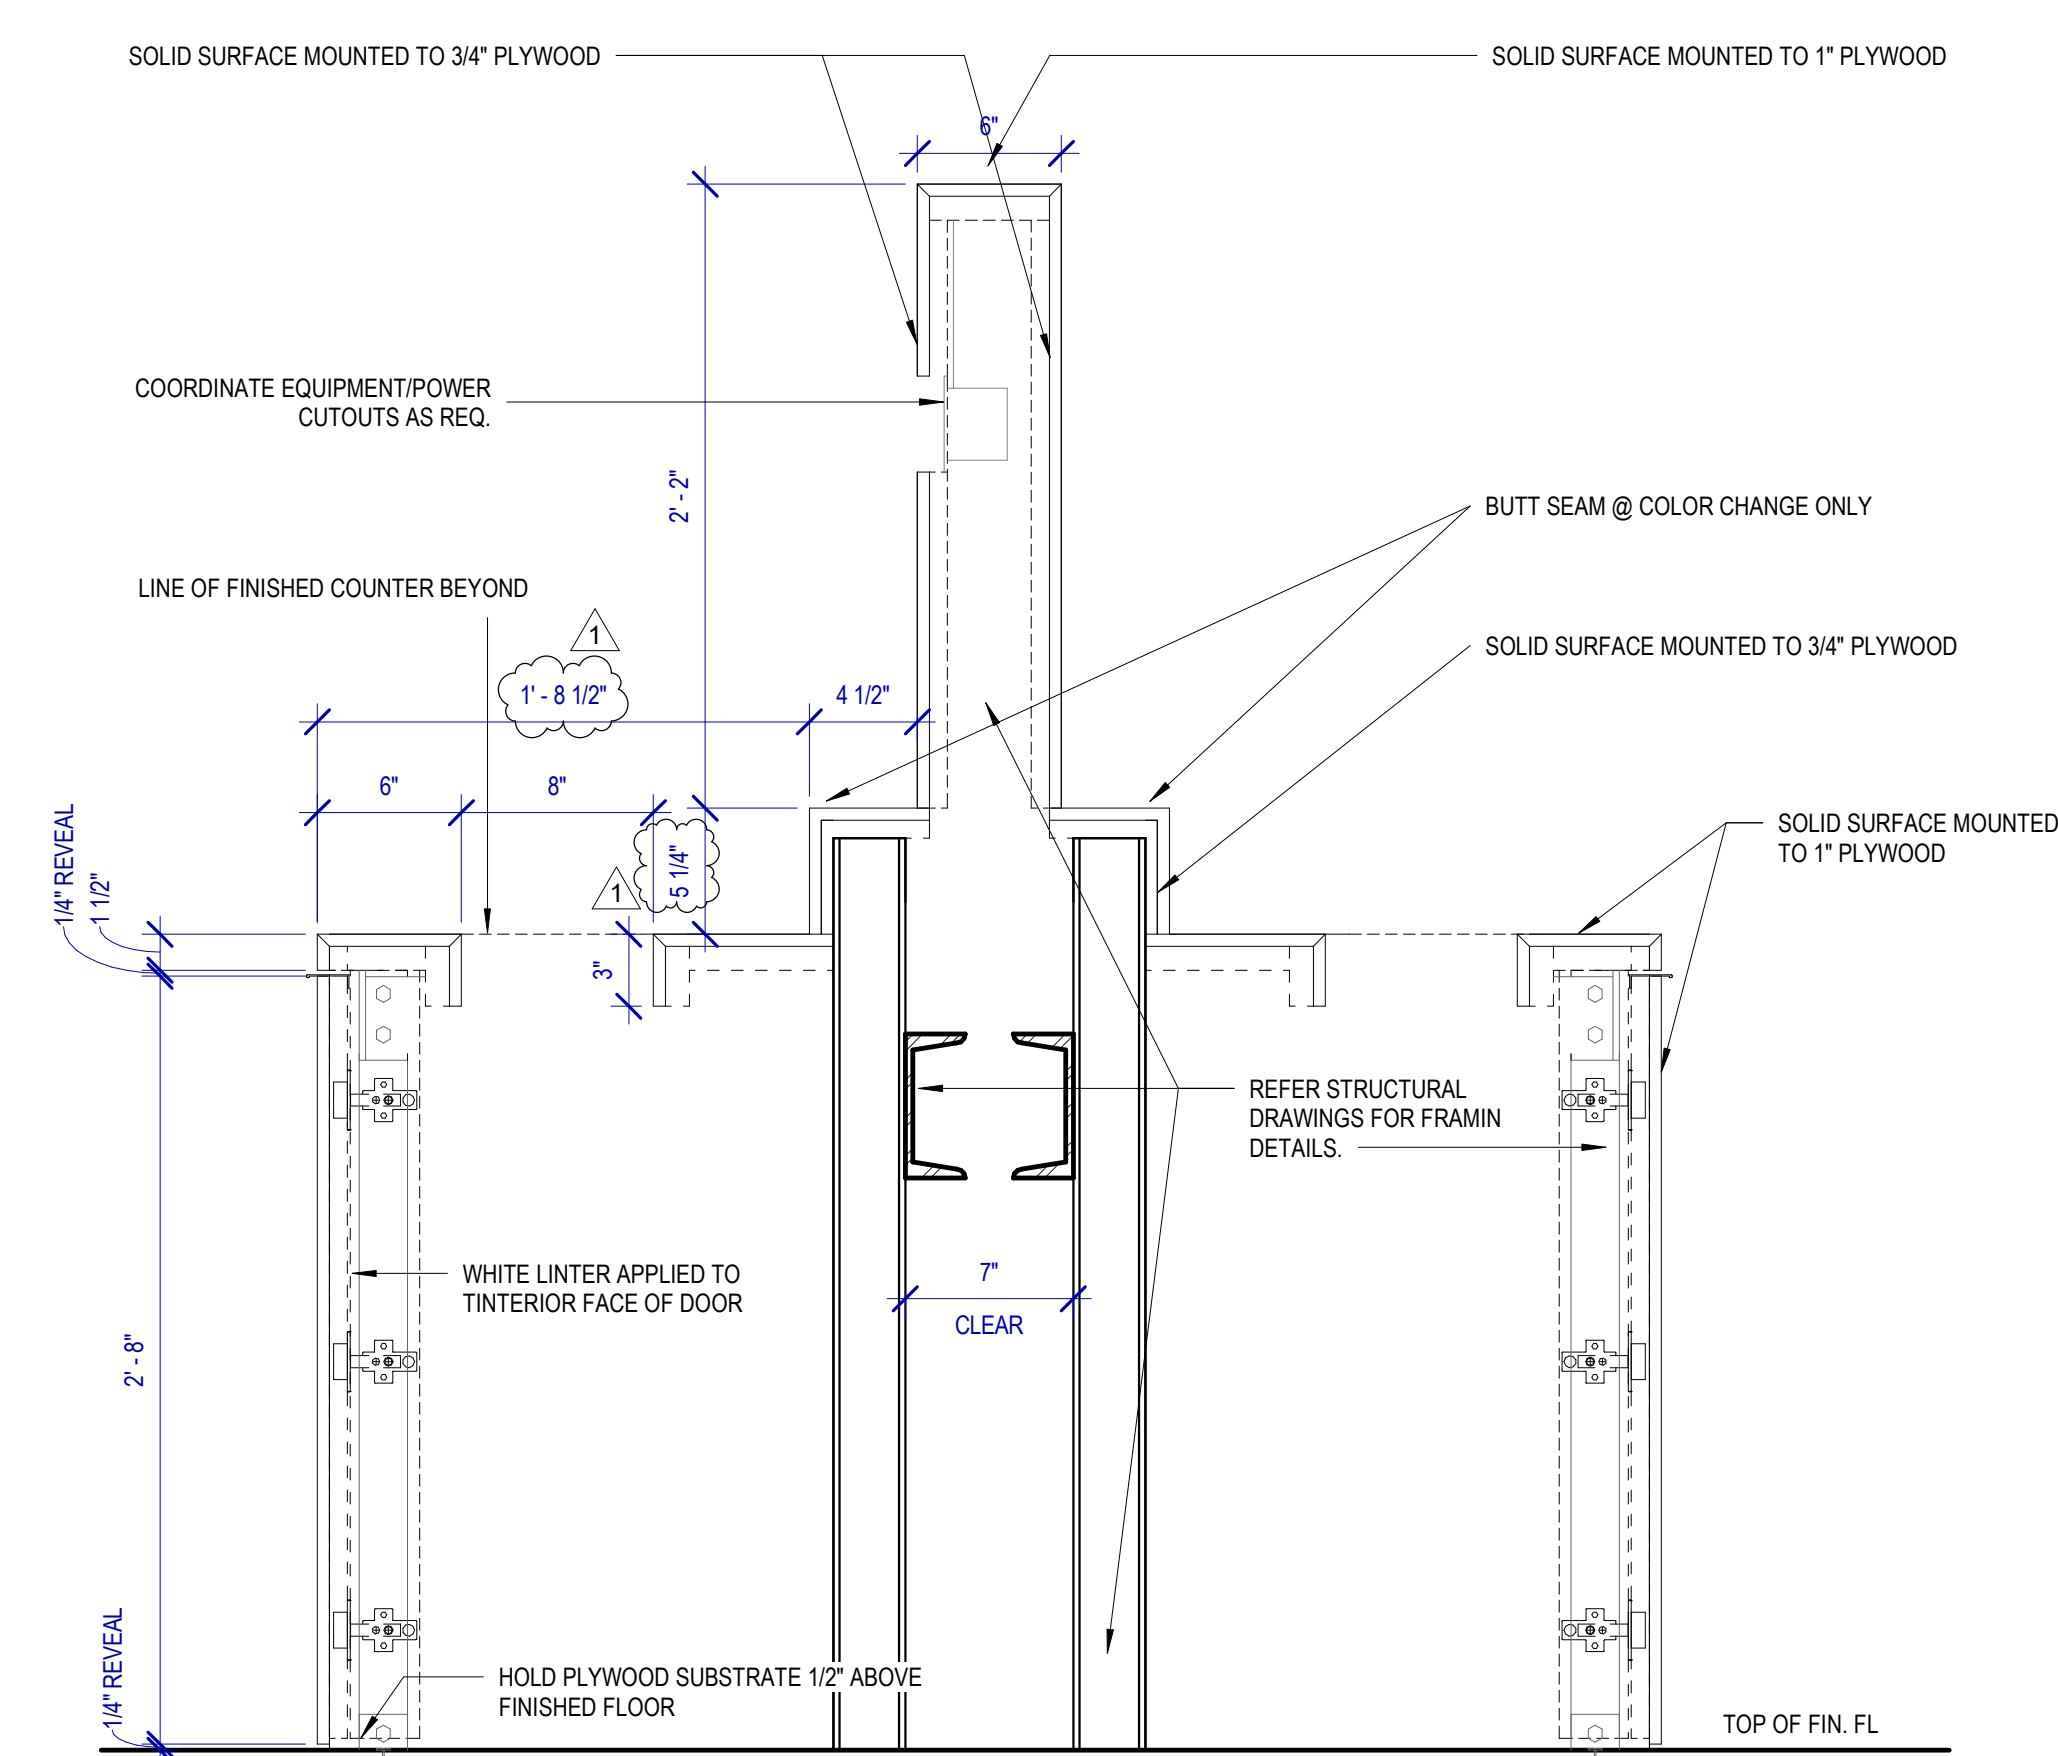 SOLID SURFACE MOUNTED TO 3/4" PLYWOOD
SOLID SURFACE MOUNTED TO 1" PLYWOOD
6"
COORDINATE EQUIPMENT/POWER
CUTOUTS AS REQ.
2' - 2"
BUTT SEAM @ COLOR CHANGE ONLY
LINE OF FINISHED COUNTER BEYOND
1
SOLID SURFACE MOUNTED TO 3/4" PLYWOOD
1' - 8 1/2"
4 1/2"
6"
8"
1/4" REVEAL
1 1/2"
5 1/4"
1
SOLID SURFACE MOUNTED
TO 1" PLYWOOD
3"
REFER STRUCTURAL
DRAWINGS FOR FRAMIN
DETAILS.
7"
CLEAR
WHITE LINTER APPLIED TO
TINTERIOR FACE OF DOOR
2' - 8"
HOLD PLYWOOD SUBSTRATE 1/2" ABOVE
FINISHED FLOOR
1/4" REVEAL
TOP OF FIN. FL